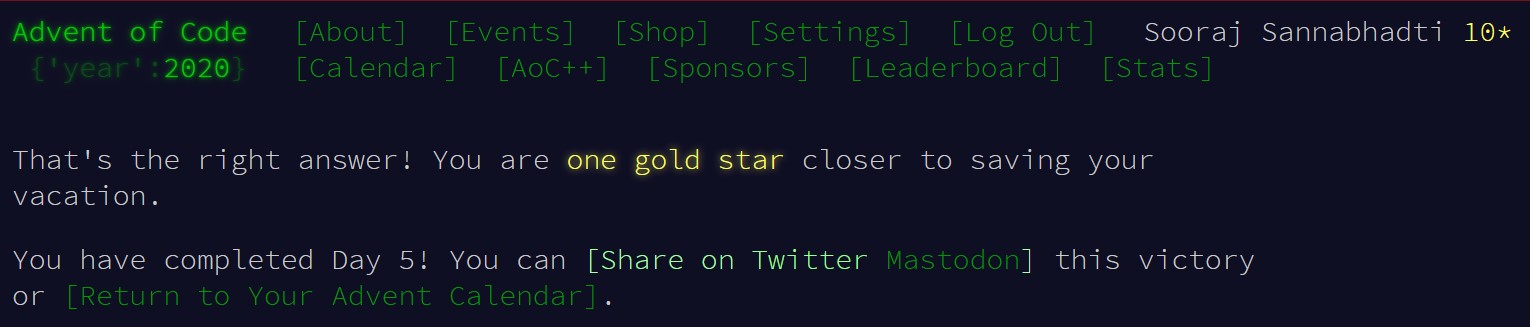 Advent of Code [About] [Events] [Shop] [Settings] [Log Out] Sooraj Sannabhadti 10*
{'year':2020} [Calendar] [AoC++] [Sponsors] [Leaderboard] [Stats]
That's the right answer! You are one gold star closer to saving your
vacation.
You have completed Day 5! You can [Share on Twitter Mastodon] this victory
or [Return to Your Advent Calendar].